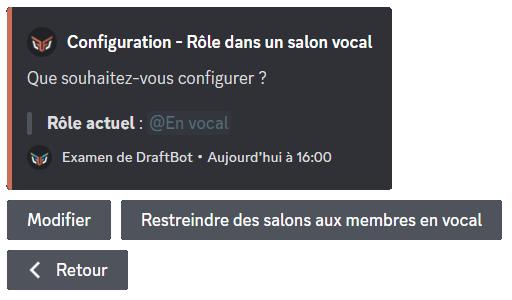 Configuration - Rôle dans un salon vocal
Que souhaitez-vous configurer ?
Rôle actuel : @En vocal
Examen de DraftBot • Aujourd'hui à 16:00
Modifier
Restreindre des salons aux membres en vocal
Retour